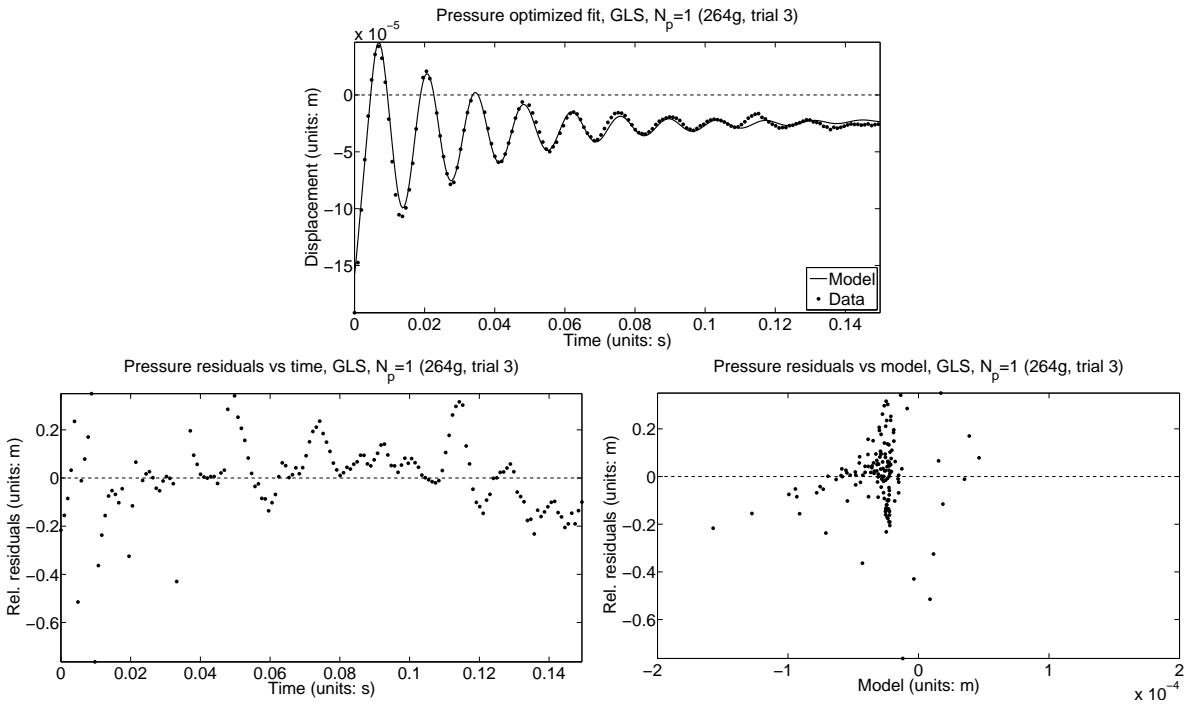 Pressure optimized fit, GLS, Np=1 (264g, trial 3)
x 10−5
0
−5
−10
−15
Displacement (units: m)
Model
Data
0 0.02 0.04 0.06 0.08 0.1 0.12 0.14
Time (units: s)
Pressure residuals vs time, GLS, Np=1 (264g, trial 3)
0.2
0
−0.2
−0.4
−0.6
Rel. residuals (units: m)
0 0.02 0.04 0.06 0.08 0.1 0.12 0.14
Time (units: s)
Pressure residuals vs model, GLS, Np=1 (264g, trial 3)
0.2
0
−0.2
−0.4
−0.6
Rel. residuals (units: m)
−2 −1 0 1 2
Model (units: m)
x 10−4